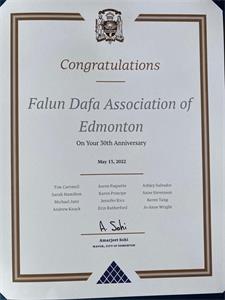 Congratulations
Falun Dafa Association of
Edmonton
On Your 30th Anniversary
May 13, 2022
Tim Cartmell Aaron Paquette Ashley Salvador
Sarah Hamilton Karen Principe Anne Stevenson
Michael Janz Jennifer Rice Keren Tang
Andrew Knack Erin Rutherford Jo-Anne Wright
A. Sohi
Amarjeet Sohi
MAYOR, CITY OF EDMONTON